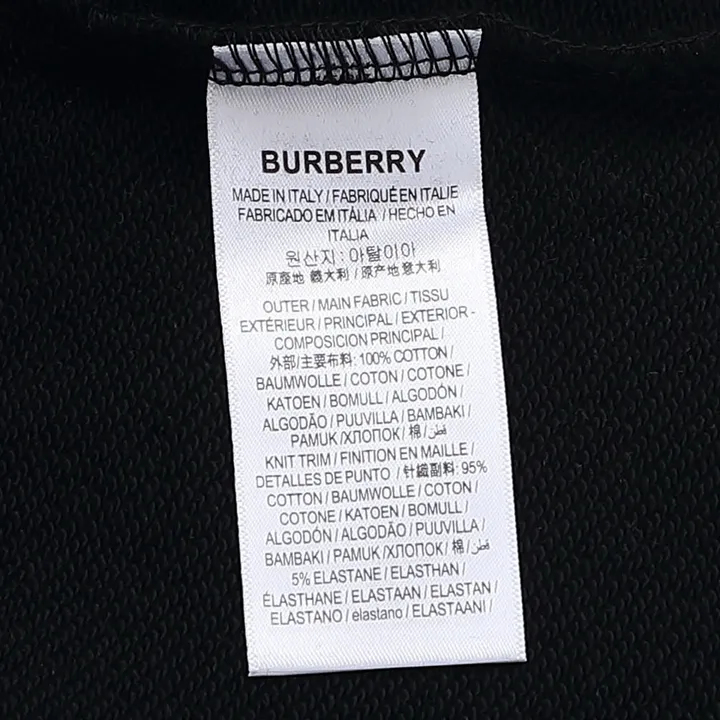 BURBERRY
MADE IN ITALY / FABRIQUÉ EN ITALIE
FABRICADO EM ITÁLIA / HECHO EN
ITALIA
원산지 : 이탈리아
原產地 義大利 / 原产地 意大利
OUTER / MAIN FABRIC / TISSU
EXTÉRIEUR / PRINCIPAL / EXTERIOR -
COMPOSICION PRINCIPAL /
外部/主要布料: 100% COTTON /
BAUMWOLLE / COTON / COTONE /
KATOEN / BOMULL / ALGODÓN /
ALGODÃO / PUUVILLA / BAMBAKI /
PAMUK /ХЛОПОК / 棉 / قطن /
KNIT TRIM / FINITION EN MAILLE /
DETALLES DE PUNTO / 针織副料: 95%
COTTON / BAUMWOLLE / COTON /
COTONE / KATOEN / BOMULL /
ALGODÓN / ALGODÃO / PUUVILLA /
BAMBAKI / PAMUK /ХЛОПОК/ 棉 / قطن /
5% ELASTANE / ELASTHAN /
ÉLASTHANE / ELASTAAN / ELASTAN /
ELASTANO / elastano / ELASTAANI /